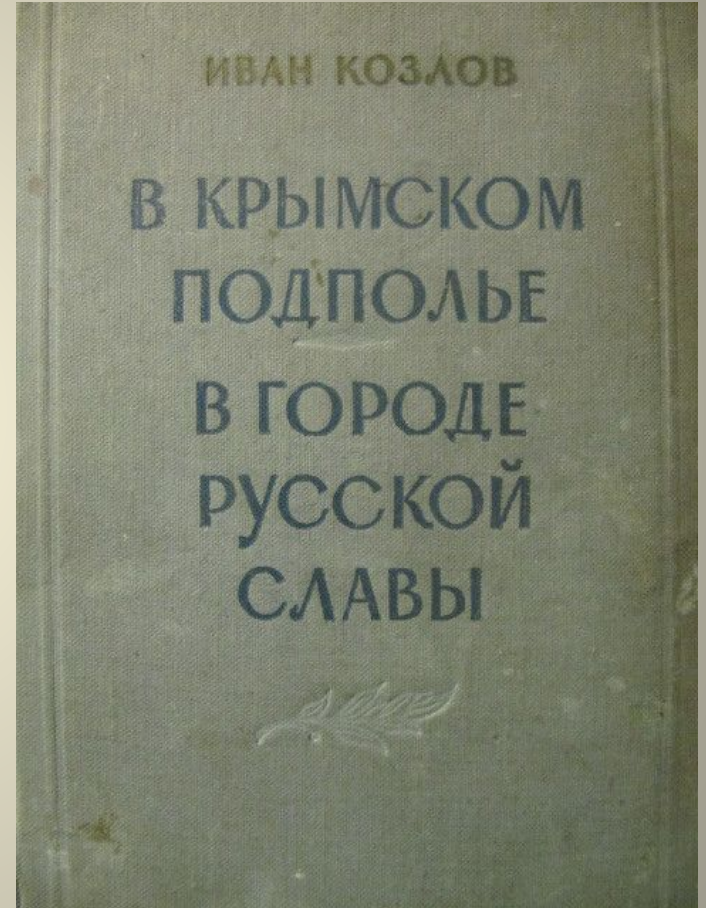 ИВАН КОЗЛОВ
В КРЫМСКОМ
ПОДПОЛЬЕ
В ГОРОДЕ
РУССКОЙ
СЛАВЫ